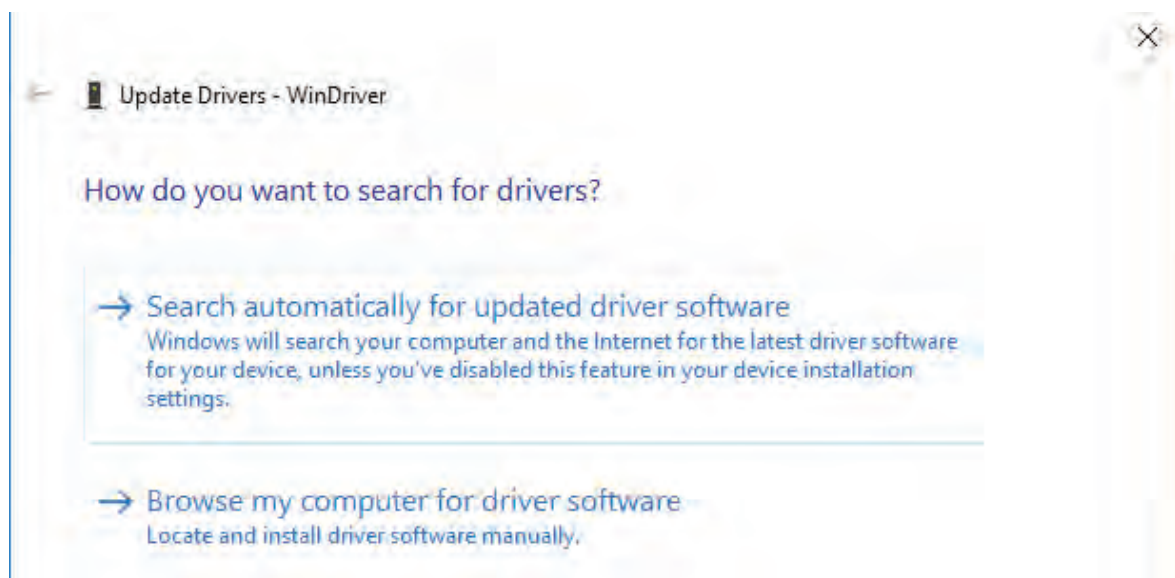 Update Drivers - WinDriver
How do you want to search for drivers?
Search automatically for updated driver software
Windows will search your computer and the Internet for the latest driver software
for your device, unless you've disabled this feature in your device installation
settings.
Browse my computer for driver software
Locate and install driver software manually.